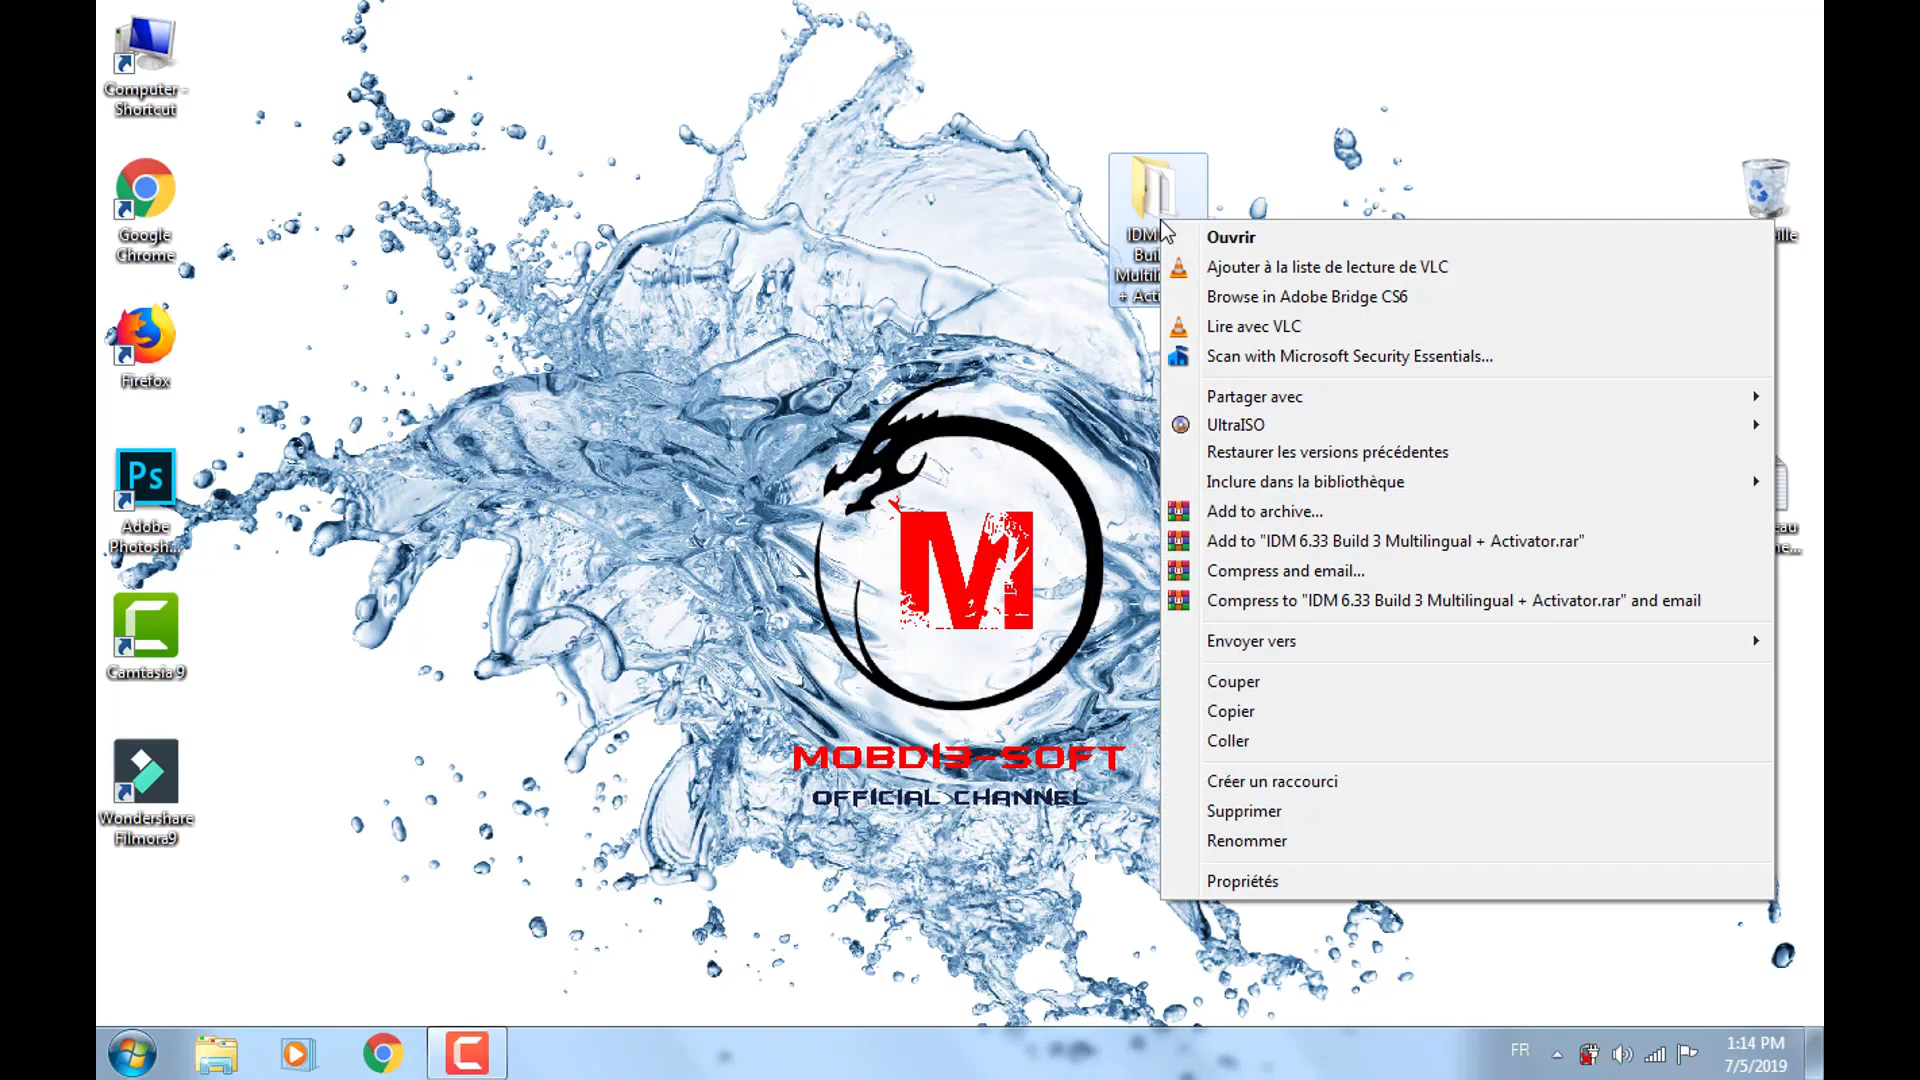 Computer -
Shortcut
Google
Chrome
Firefox
Ps
Adobe
Photosh...
Camtasia 9
Wondershare
Filmora9
IDM
+
Ouvrir
Ajouter à la liste de lecture de VLC
Browse in Adobe Bridge CS6
Lire avec VLC
Scan with Microsoft Security Essentials...
Partager avec
UltraISO
Restaurer les versions précédentes
Inclure dans la bibliothèque
Add to archive...
Add to "IDM 6.33 Build 3 Multilingual + Activator.rar"
Compress and email...
Compress to "IDM 6.33 Build 3 Multilingual + Activator.rar" and email
Envoyer vers
Couper
Copier
Coller
Créer un raccourci
Supprimer
Renommer
Propriétés
M
MOBD13-SOFT
OFFICIAL CHANNEL
FR
1:14 PM
7/5/2019